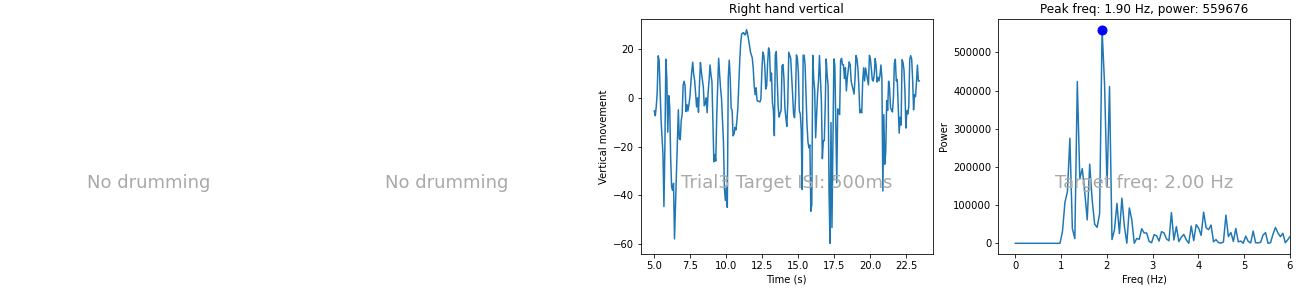 No drumming
No drumming
Right hand vertical
Vertical movement
20
0
−20
−40
−60
Trial3 Target ISI: 500ms
5.0 7.5 10.0 12.5 15.0 17.5 20.0 22.5
Time (s)
Peak freq: 1.90 Hz, power: 559676
Power
500000
400000
300000
200000
100000
0
Target freq: 2.00 Hz
0 1 2 3 4 5 6
Freq (Hz)